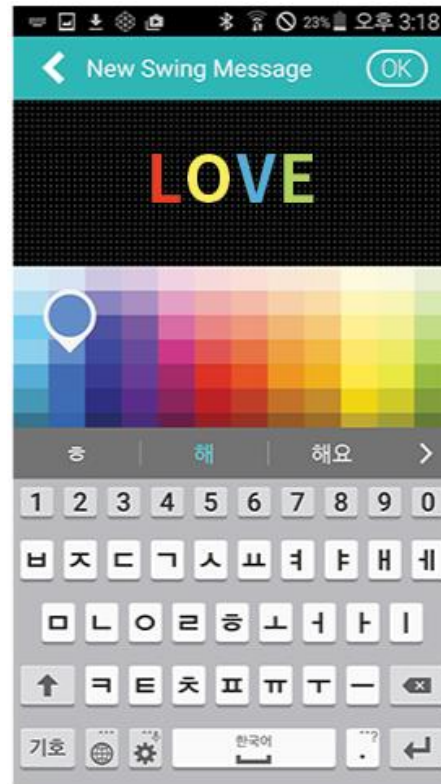 23% 오후 3:18
New Swing Message OK
LOVE
ㅎ 해 해요 >
1 2 3 4 5 6 7 8 9 0
ㅂ ㅈ ㄷ ㄱ ㅅ ㅛ ㅕ ㅑ ㅐ ㅔ
ㅁ ㄴ ㅇ ㄹ ㅎ ㅗ ㅓ ㅏ ㅣ
ㅋ ㅌ ㅊ ㅍ ㅠ ㅜ ㅡ
기호 한국어 . ?